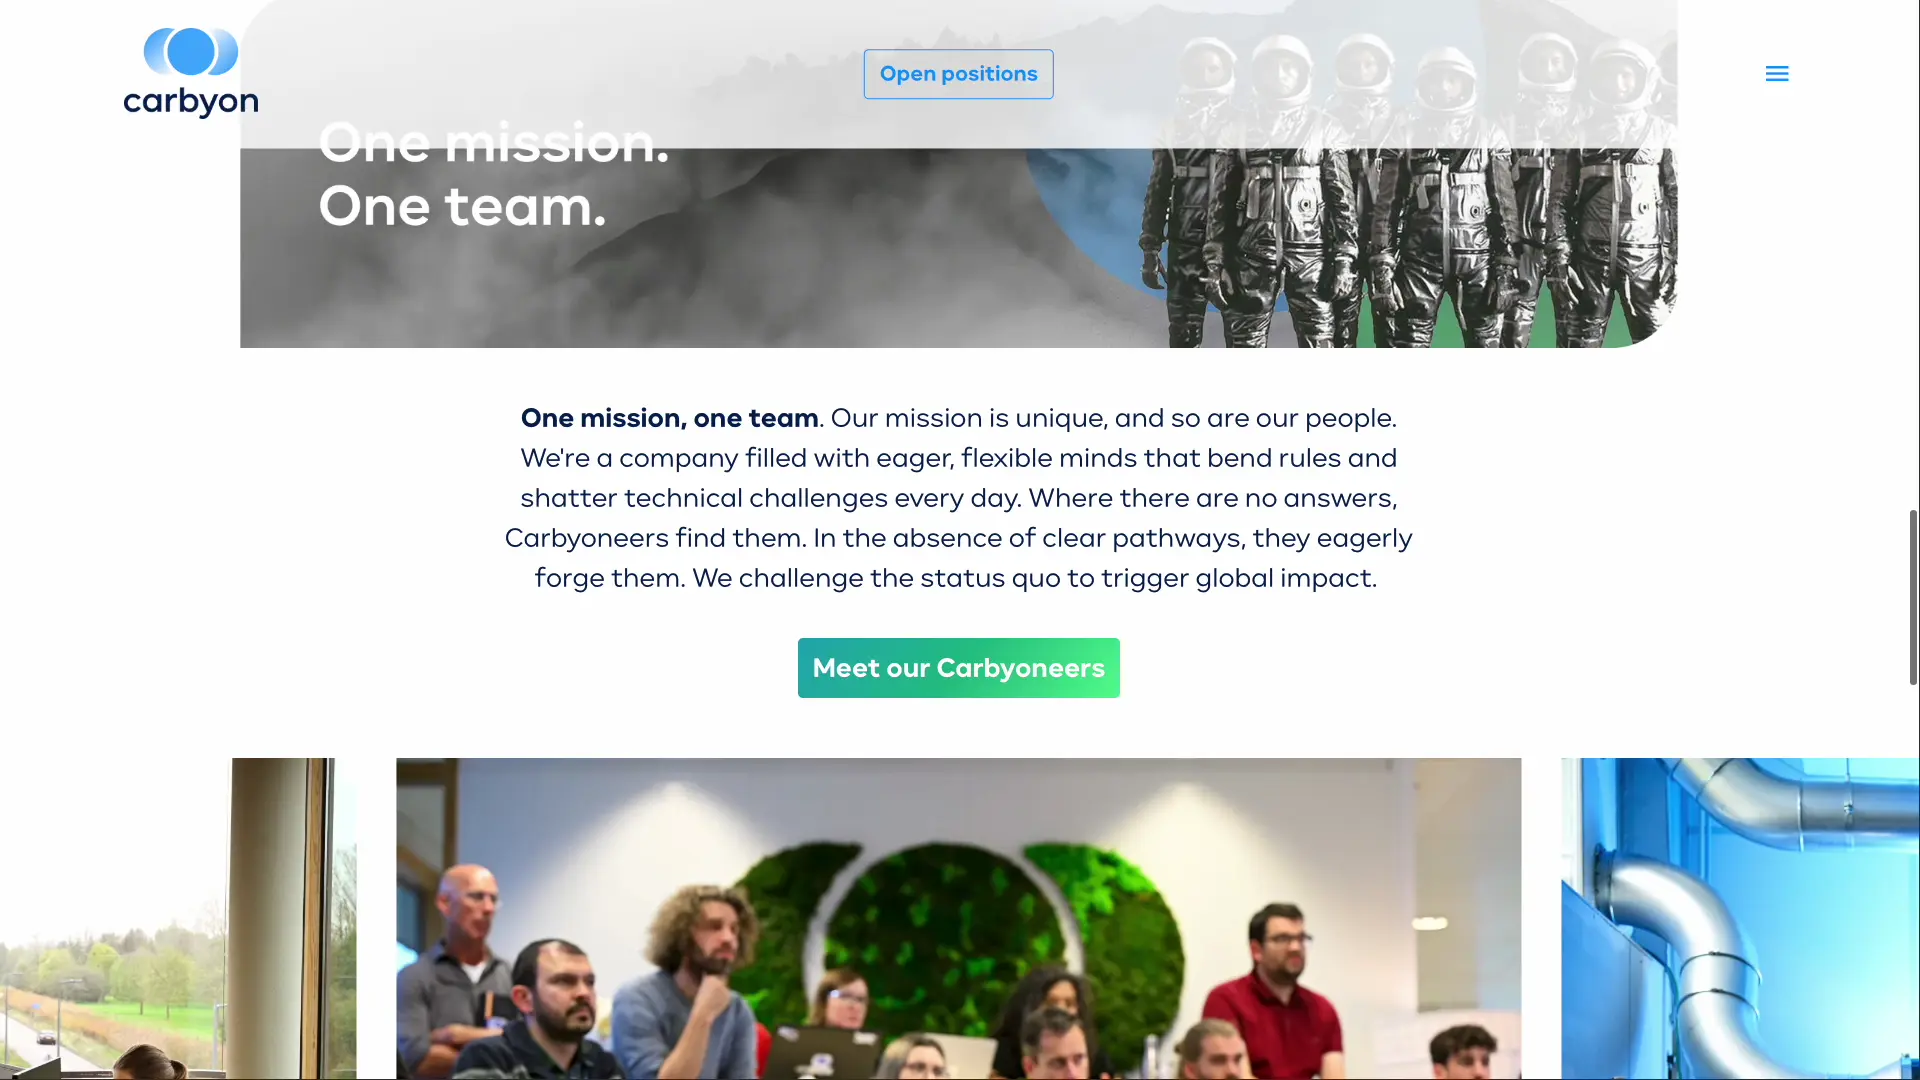 carbyon
Open positions
One mission.
One team.
One mission, one team. Our mission is unique, and so are our people.
We're a company filled with eager, flexible minds that bend rules and
shatter technical challenges every day. Where there are no answers,
Carbyoneers find them. In the absence of clear pathways, they eagerly
forge them. We challenge the status quo to trigger global impact.
Meet our Carbyoneers